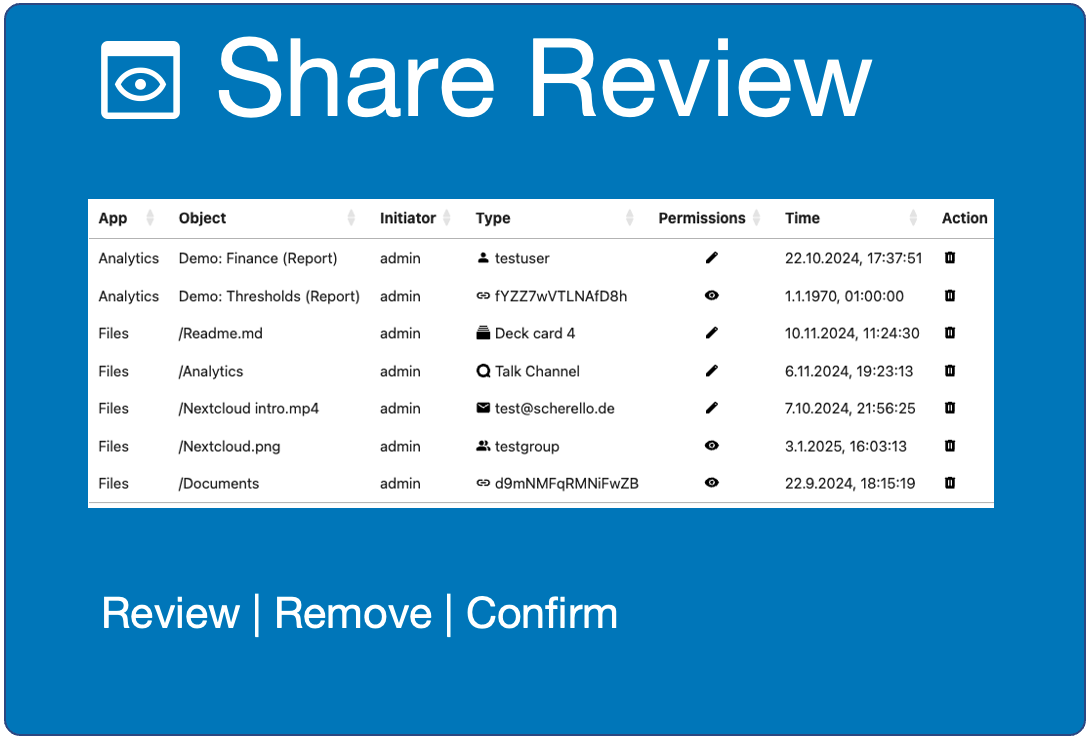 Share Review
App Object Initiator Type Permissions Time Action
Analytics Demo: Finance (Report) admin testuser 22.10.2024, 17:37:51
Analytics Demo: Thresholds (Report) admin fYZZ7wVTLNAfD8h 1.1.1970, 01:00:00
Files /Readme.md admin Deck card 4 10.11.2024, 11:24:30
Files /Analytics admin Talk Channel 6.11.2024, 19:23:13
Files /Nextcloud intro.mp4 admin test@scherello.de 7.10.2024, 21:56:25
Files /Nextcloud.png admin testgroup 3.1.2025, 16:03:13
Files /Documents admin d9mNMFqRMNiFwZB 22.9.2024, 18:15:19
Review | Remove | Confirm